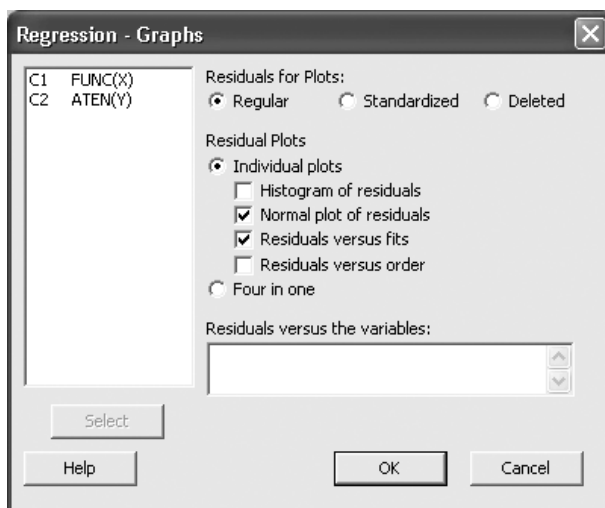 Regression - Graphs
C1 FUNC(X)
C2 ATEN(Y)
Residuals for Plots:
Regular Standardized Deleted
Residual Plots
Individual plots
Histogram of residuals
Normal plot of residuals
Residuals versus fits
Residuals versus order
Four in one
Residuals versus the variables:
Select
Help OK Cancel